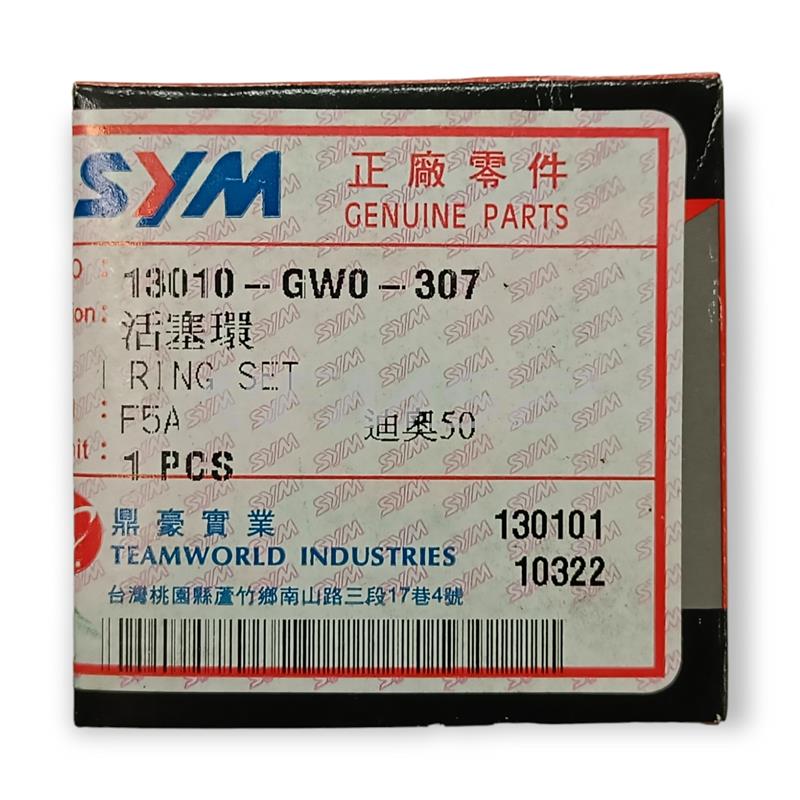 SYM
正廠零件
GENUINE PARTS
O : 13010-GW0-307
ion: 活塞環
RING SET
: F5A 迪奧50
nit: 1 PCS
鼎豪實業 130101
TEAMWORLD INDUSTRIES 10322
台灣桃園縣蘆竹鄉南山路三段17巷4號